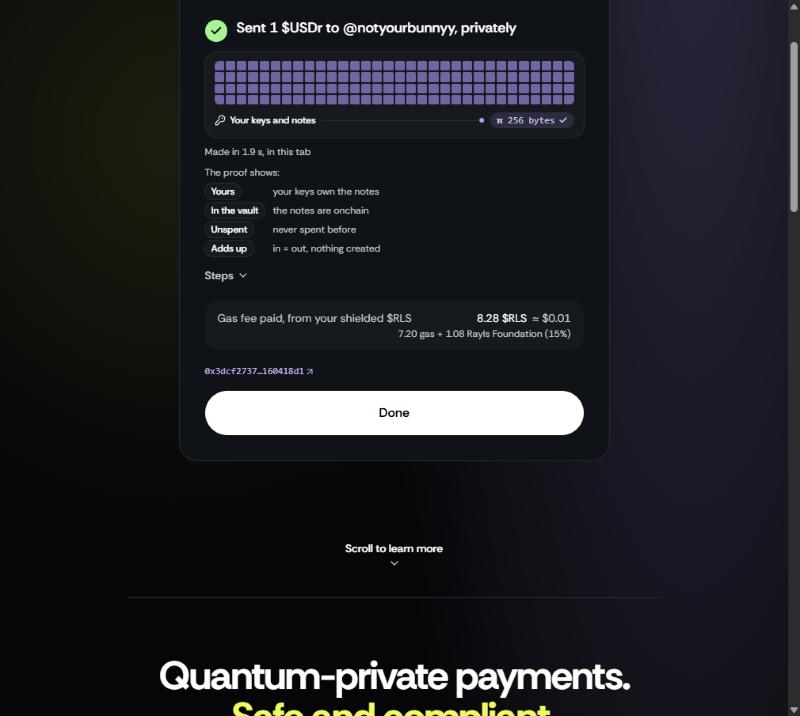 Sent 1 $USDr to @notyourbunnyy, privately
Your keys and notes
π 256 bytes
Made in 1.9 s, in this tab
The proof shows:
Yours your keys own the notes
In the vault the notes are onchain
Unspent never spent before
Adds up in = out, nothing created
Steps
Gas fee paid, from your shielded $RLS 8.28 $RLS ≈ $0.01
7.20 gas + 1.08 Rayls Foundation (15%)
0x3dcf2737…160418d1
Done
Scroll to learn more
Quantum-private payments.
Safe and compliant.